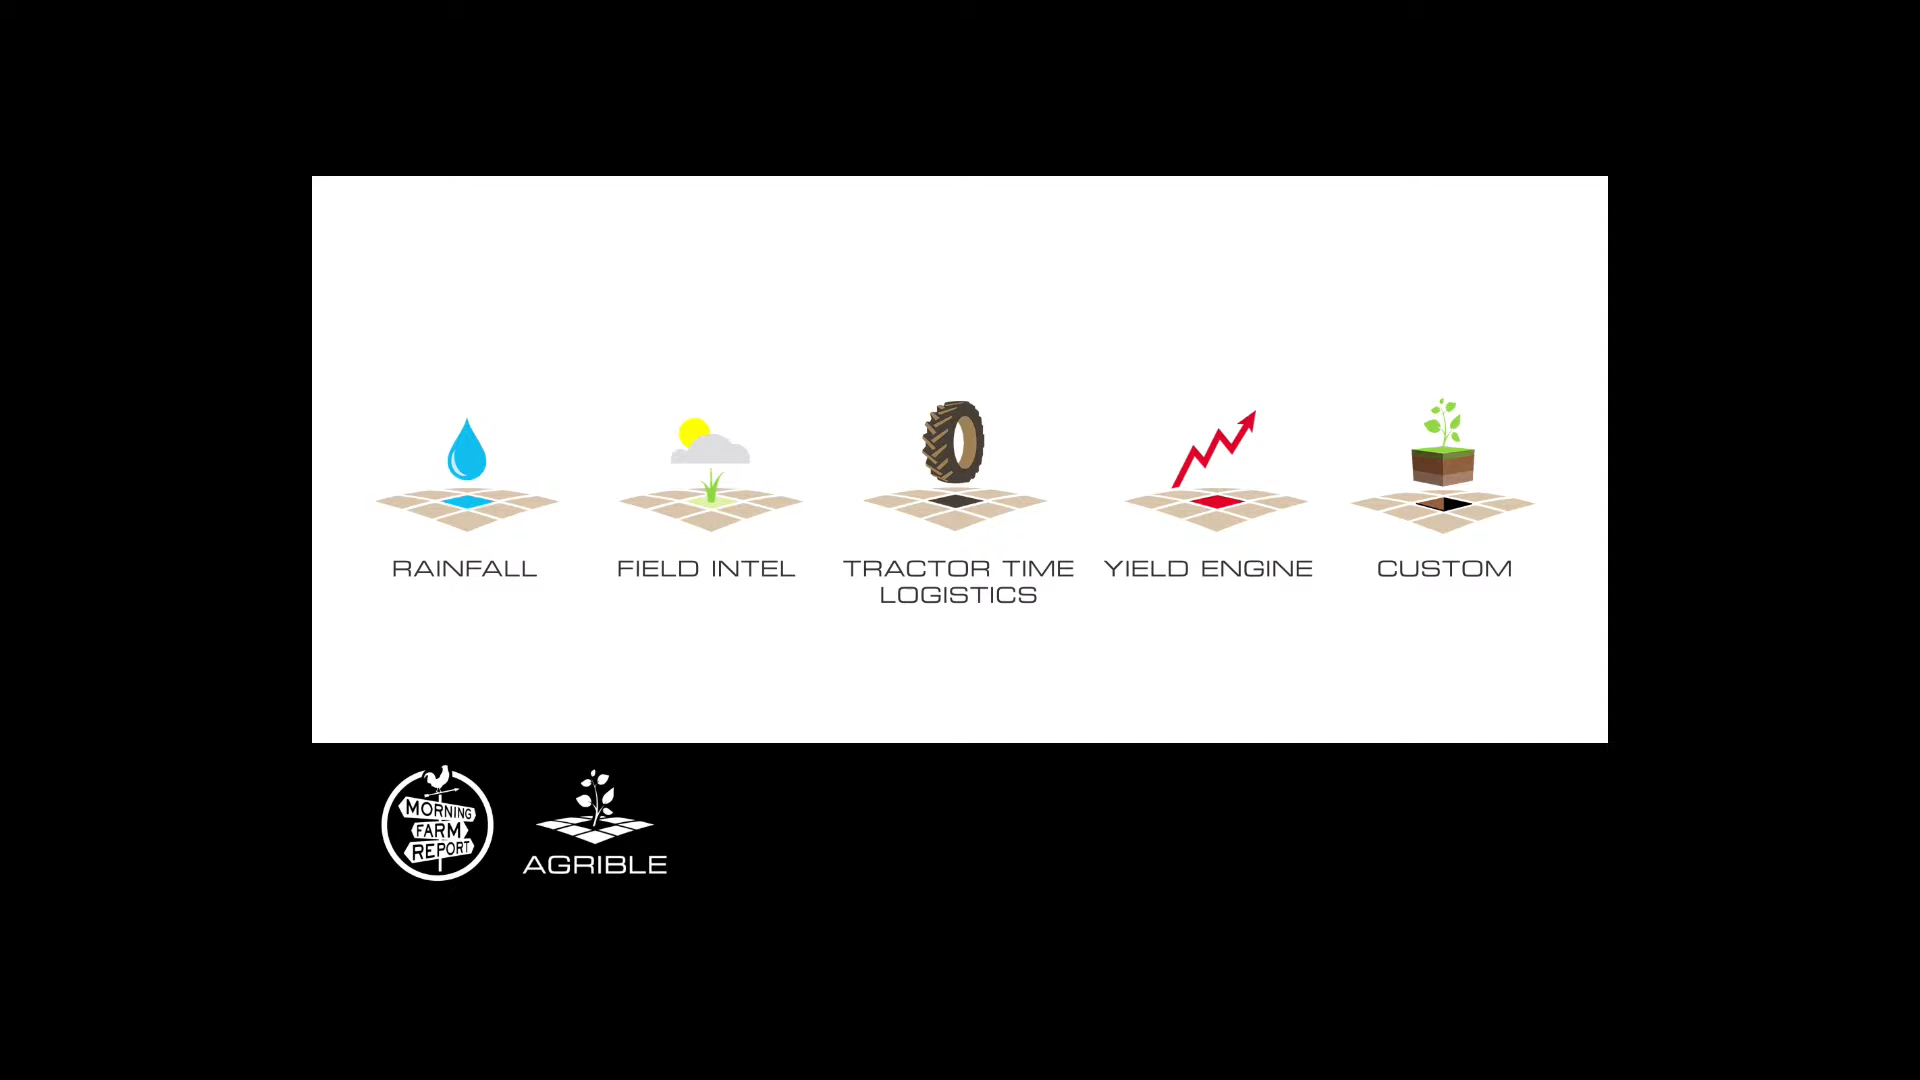 RAINFALL
FIELD INTEL
TRACTOR TIME
LOGISTICS
YIELD ENGINE
CUSTOM
MORNING
FARM
REPORT
AGRIBLE